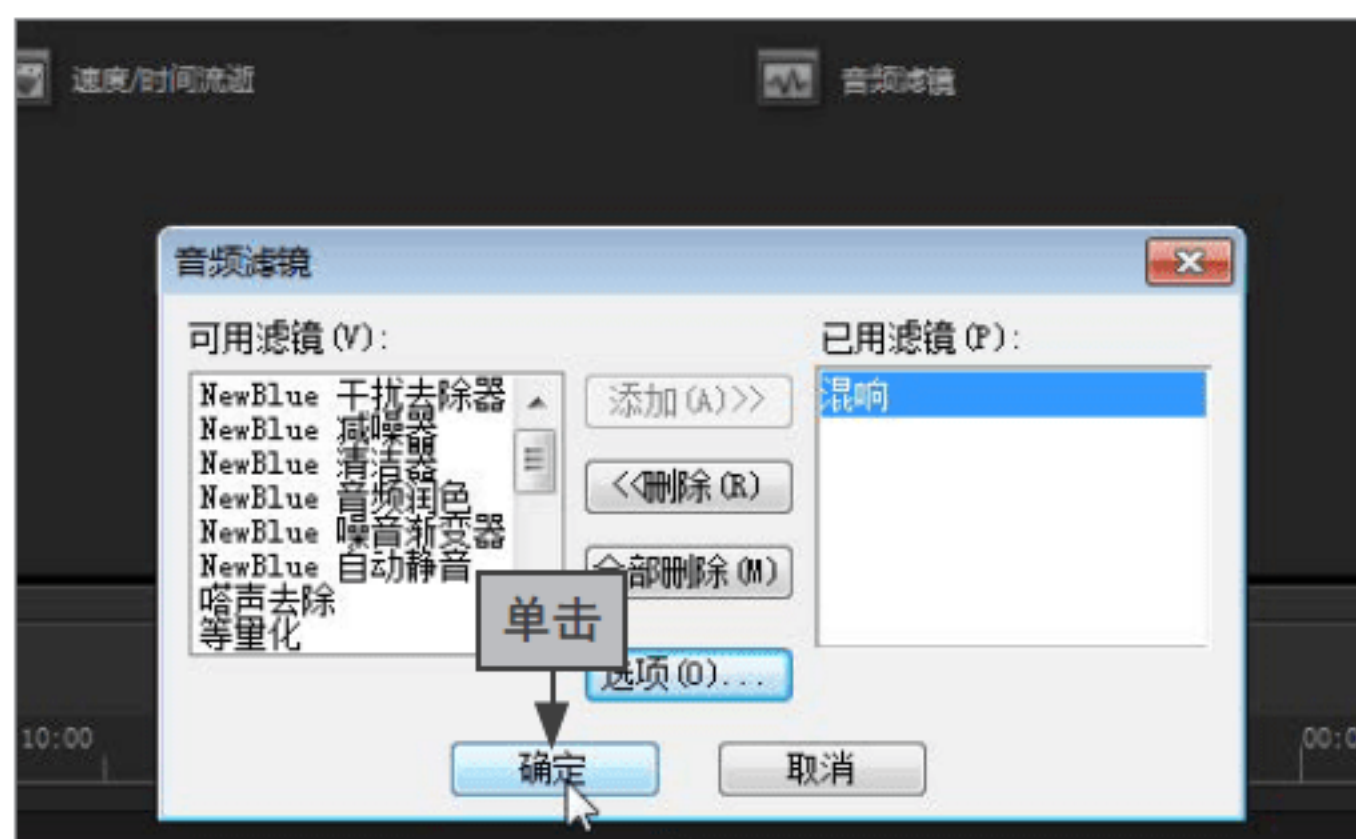 速度/时间流逝
音频滤镜
音频滤镜
可用滤镜(V):
已用滤镜(P):
NewBlue 干扰去除器
NewBlue 减噪器
NewBlue 清洁器
NewBlue 音频润色
NewBlue 噪音渐变器
NewBlue 自动静音
嗒声去除
等量化
添加(A)>>
<<删除(R)
全部删除(M)
选项(O)...
混响
单击
确定
取消
10:00
00:0